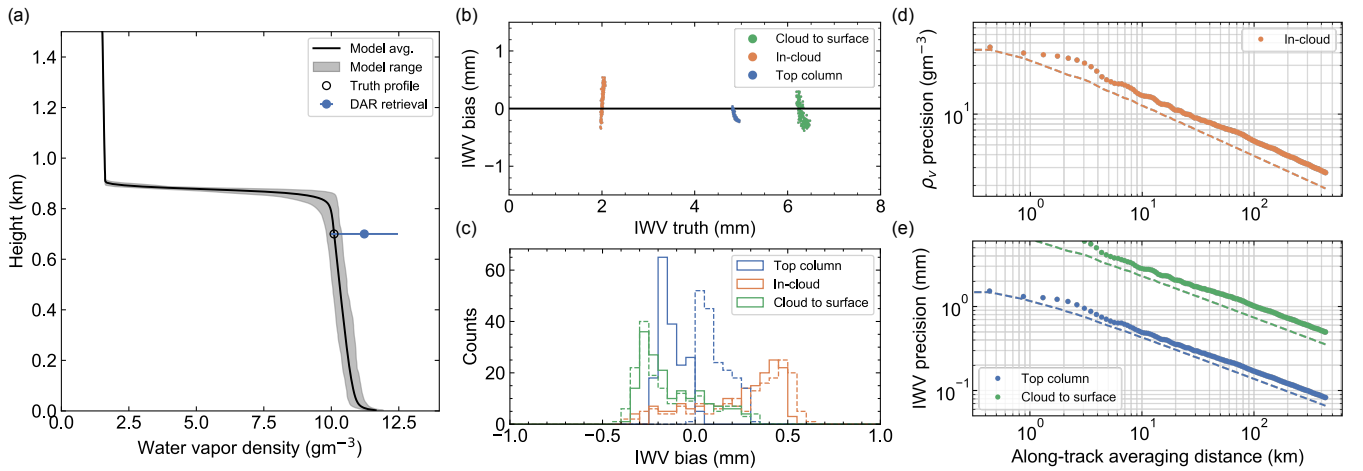 (a)
Model avg.
Model range
Truth profile
DAR retrieval
1.4
1.2
1.0
0.8
0.6
0.4
0.2
0.0
Height (km)
0.0 2.5 5.0 7.5 10.0 12.5
Water vapor density (gm⁻³)
(b)
Cloud to surface
In-cloud
Top column
1
0
−1
IWV bias (mm)
0 2 4 6 8
IWV truth (mm)
(c)
Top column
In-cloud
Cloud to surface
60
40
20
0
Counts
−1.0 −0.5 0.0 0.5 1.0
IWV bias (mm)
(d)
In-cloud
10¹
ρᵥ precision (gm⁻³)
10⁰ 10¹ 10²
(e)
10⁰
10⁻¹
IWV precision (mm)
Top column
Cloud to surface
10⁰ 10¹ 10²
Along-track averaging distance (km)